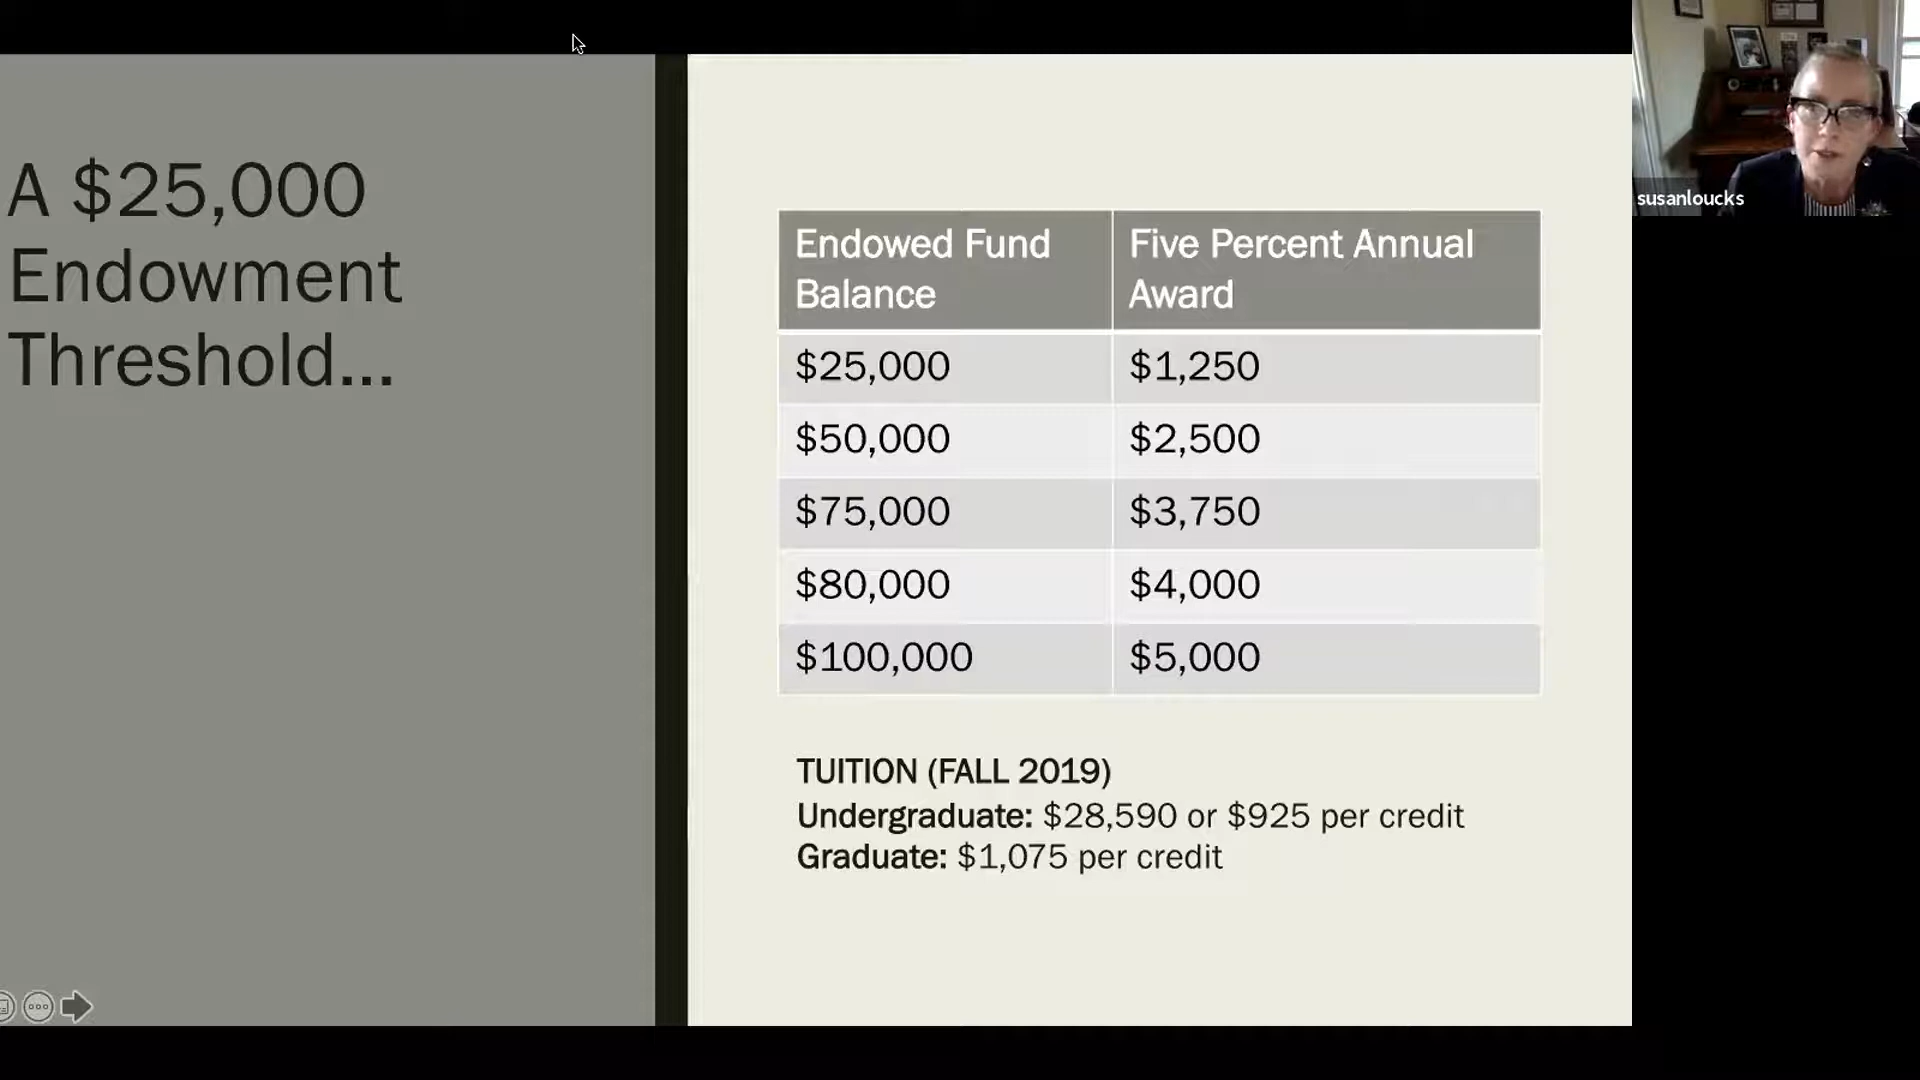 A $25,000
Endowment
Threshold...
Endowed Fund
Balance
Five Percent Annual
Award
$25,000
$1,250
$50,000
$2,500
$75,000
$3,750
$80,000
$4,000
$100,000
$5,000
TUITION (FALL 2019)
Undergraduate: $28,590 or $925 per credit
Graduate: $1,075 per credit
susanloucks